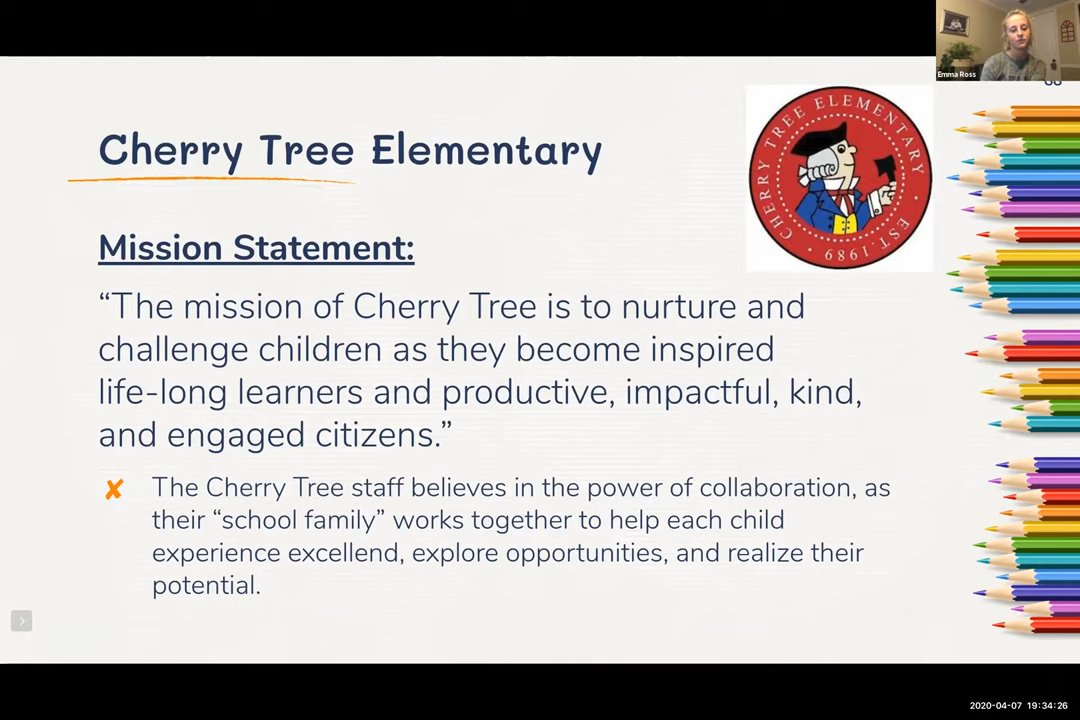 Emma Ross
Cherry Tree Elementary
CHERRY TREE ELEMENTARY • EST. 1989 •
Mission Statement:
“The mission of Cherry Tree is to nurture and
challenge children as they become inspired
life-long learners and productive, impactful, kind,
and engaged citizens.”
✘ The Cherry Tree staff believes in the power of collaboration, as
their “school family” works together to help each child
experience excellend, explore opportunities, and realize their
potential.
2020-04-07 19:34:26